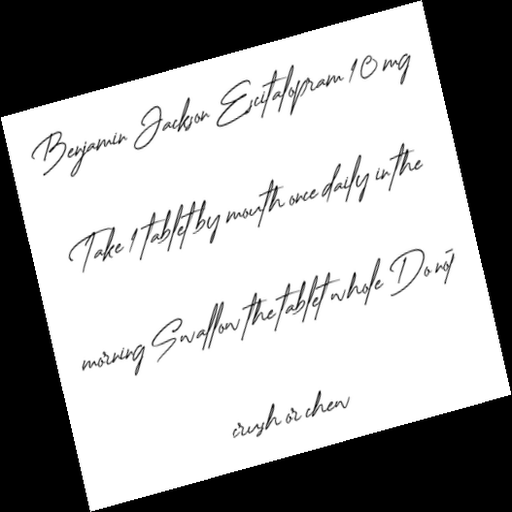 Benjamin Jackson Escitalopram 10 mg
Take 1 tablet by mouth once daily in the
morning Swallow the tablet whole Do not
crush or chew